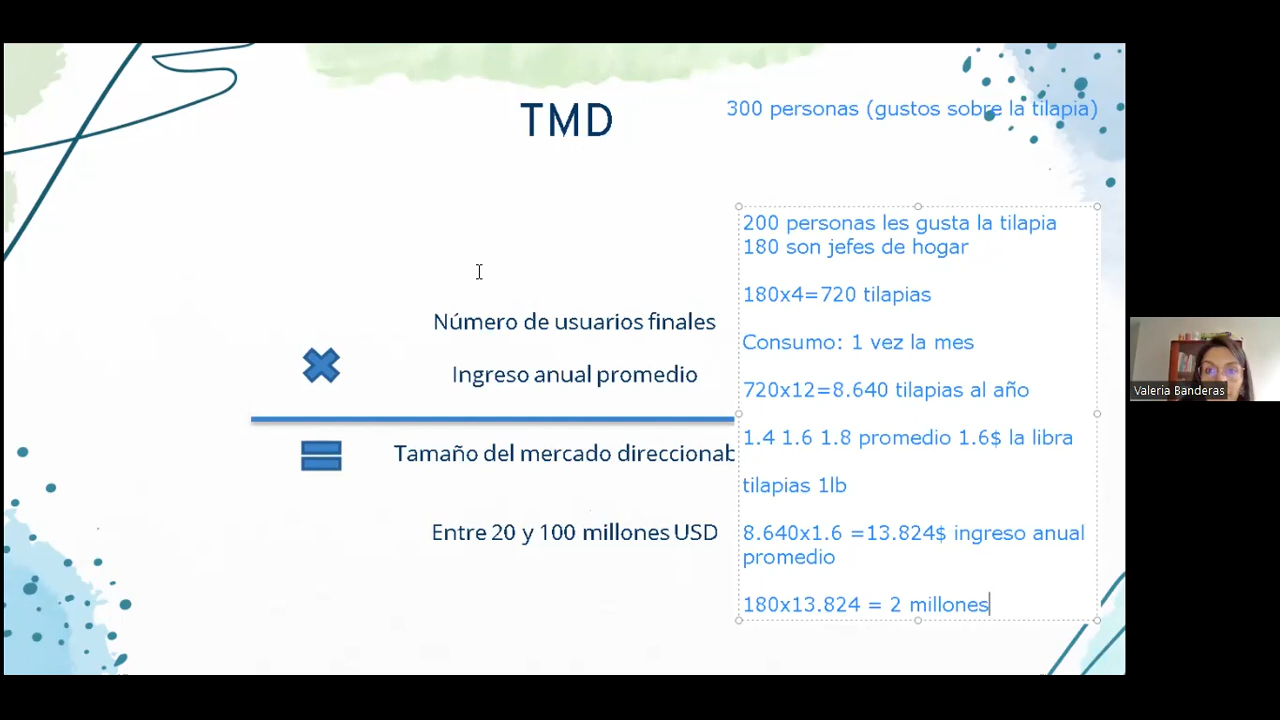 TMD
300 personas (gustos sobre la tilapia)
Número de usuarios finales
Ingreso anual promedio
Tamaño del mercado direccionab
Entre 20 y 100 millones USD
200 personas les gusta la tilapia
180 son jefes de hogar
180x4=720 tilapias
Consumo: 1 vez la mes
720x12=8.640 tilapias al año
1.4 1.6 1.8 promedio 1.6$ la libra
tilapias 1lb
8.640x1.6 =13.824$ ingreso anual
promedio
180x13.824 = 2 millones
Valeria Banderas